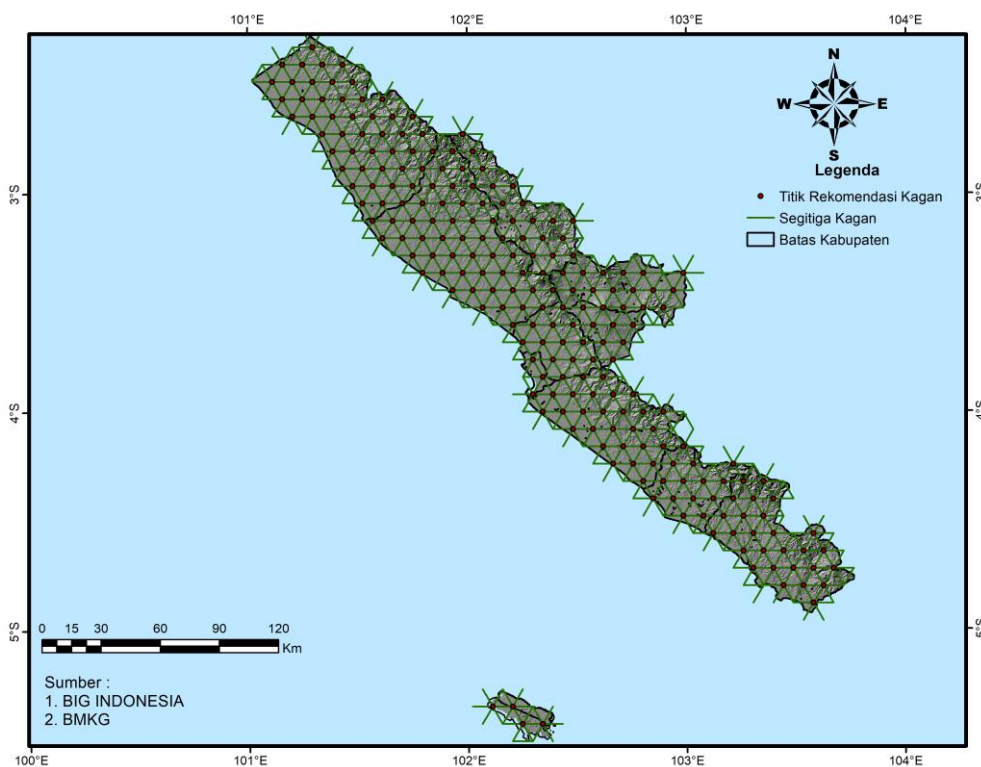 101°E 102°E 103°E 104°E
N
W E
S
Legenda
Titik Rekomendasi Kagan
Segitiga Kagan
Batas Kabupaten
3°S 3°S
4°S 4°S
5°S 5°S
0 15 30 60 90 120
Km
Sumber :
1. BIG INDONESIA
2. BMKG
100°E 101°E 102°E 103°E 104°E